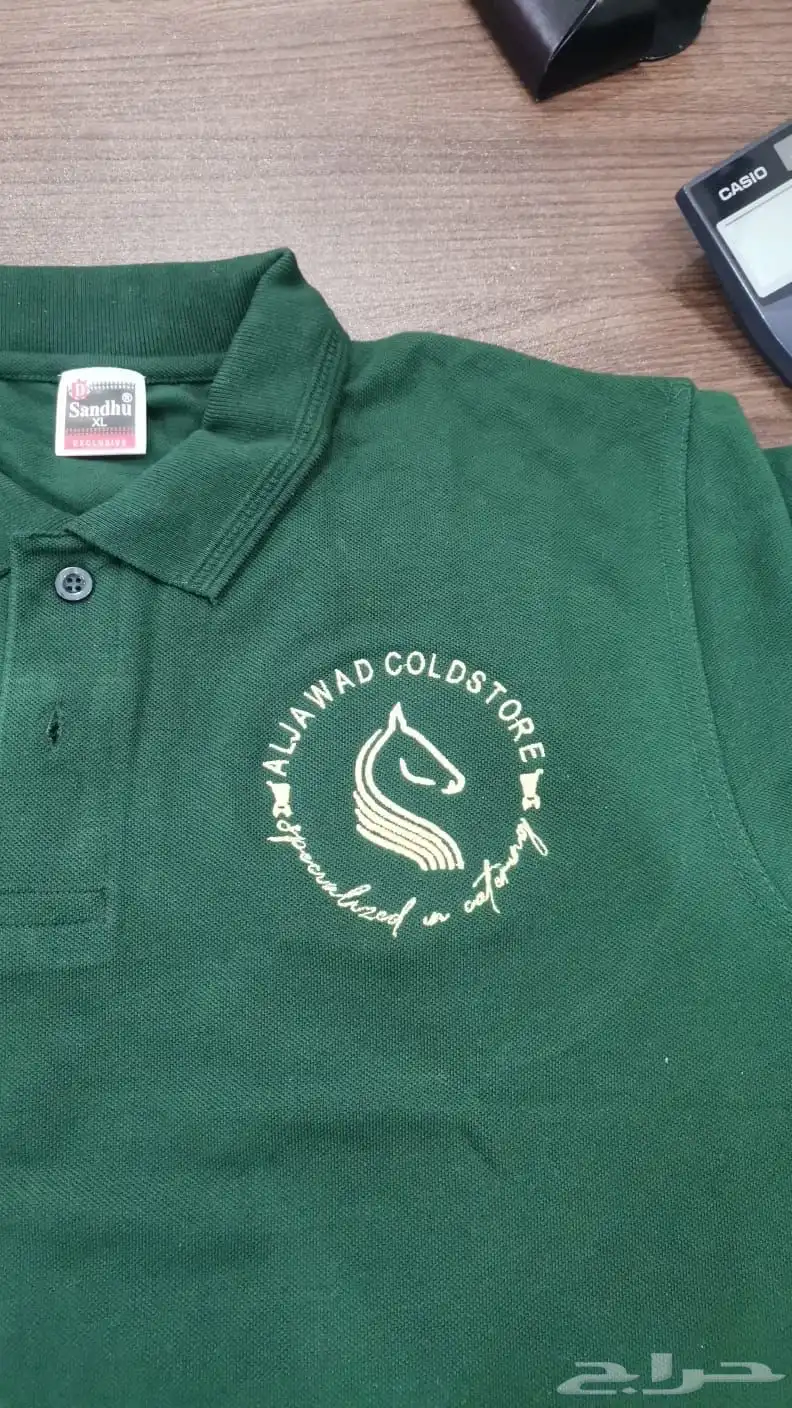 CASIO
D
Sandhu®
XL
EXCLUSIVE
ALJAWAD COLDSTORE
specialized in catering
حراج